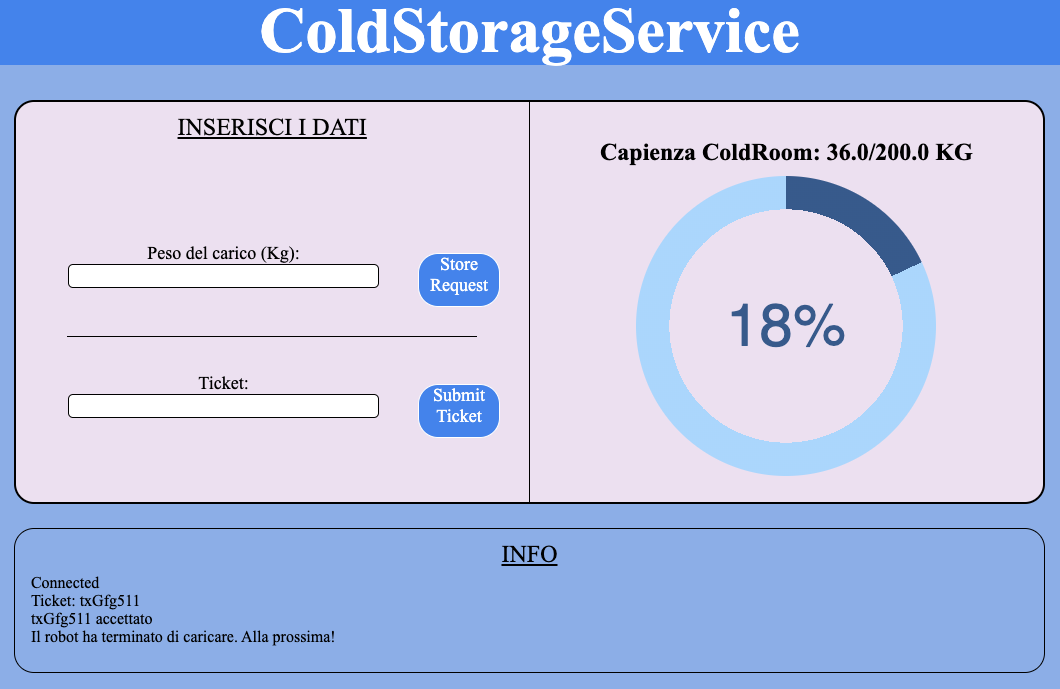 ColdStorageService
INSERISCI I DATI
Peso del carico (Kg):
Store
Request
Ticket:
Submit
Ticket
Capienza ColdRoom: 36.0/200.0 KG
18%
INFO
Connected
Ticket: txGfg511
txGfg511 accettato
Il robot ha terminato di caricare. Alla prossima!